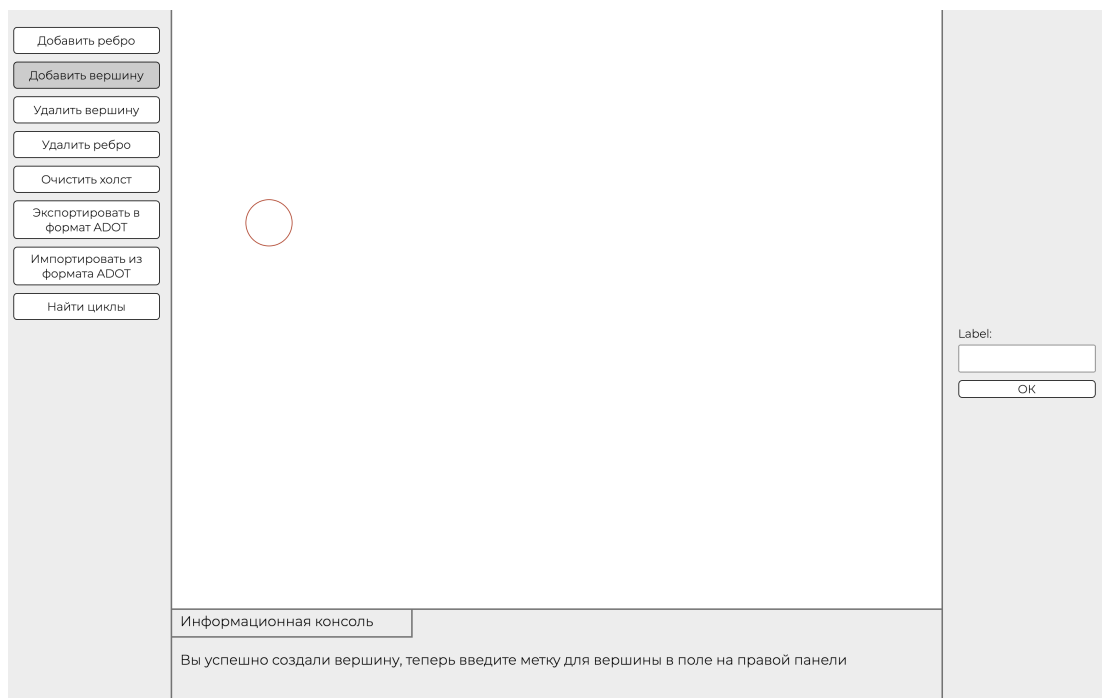 Добавить ребро
Добавить вершину
Удалить вершину
Удалить ребро
Очистить холст
Экспортировать в
формат ADOT
Импортировать из
формата ADOT
Найти циклы
Label:
ОК
Информационная консоль
Вы успешно создали вершину, теперь введите метку для вершины в поле на правой панели